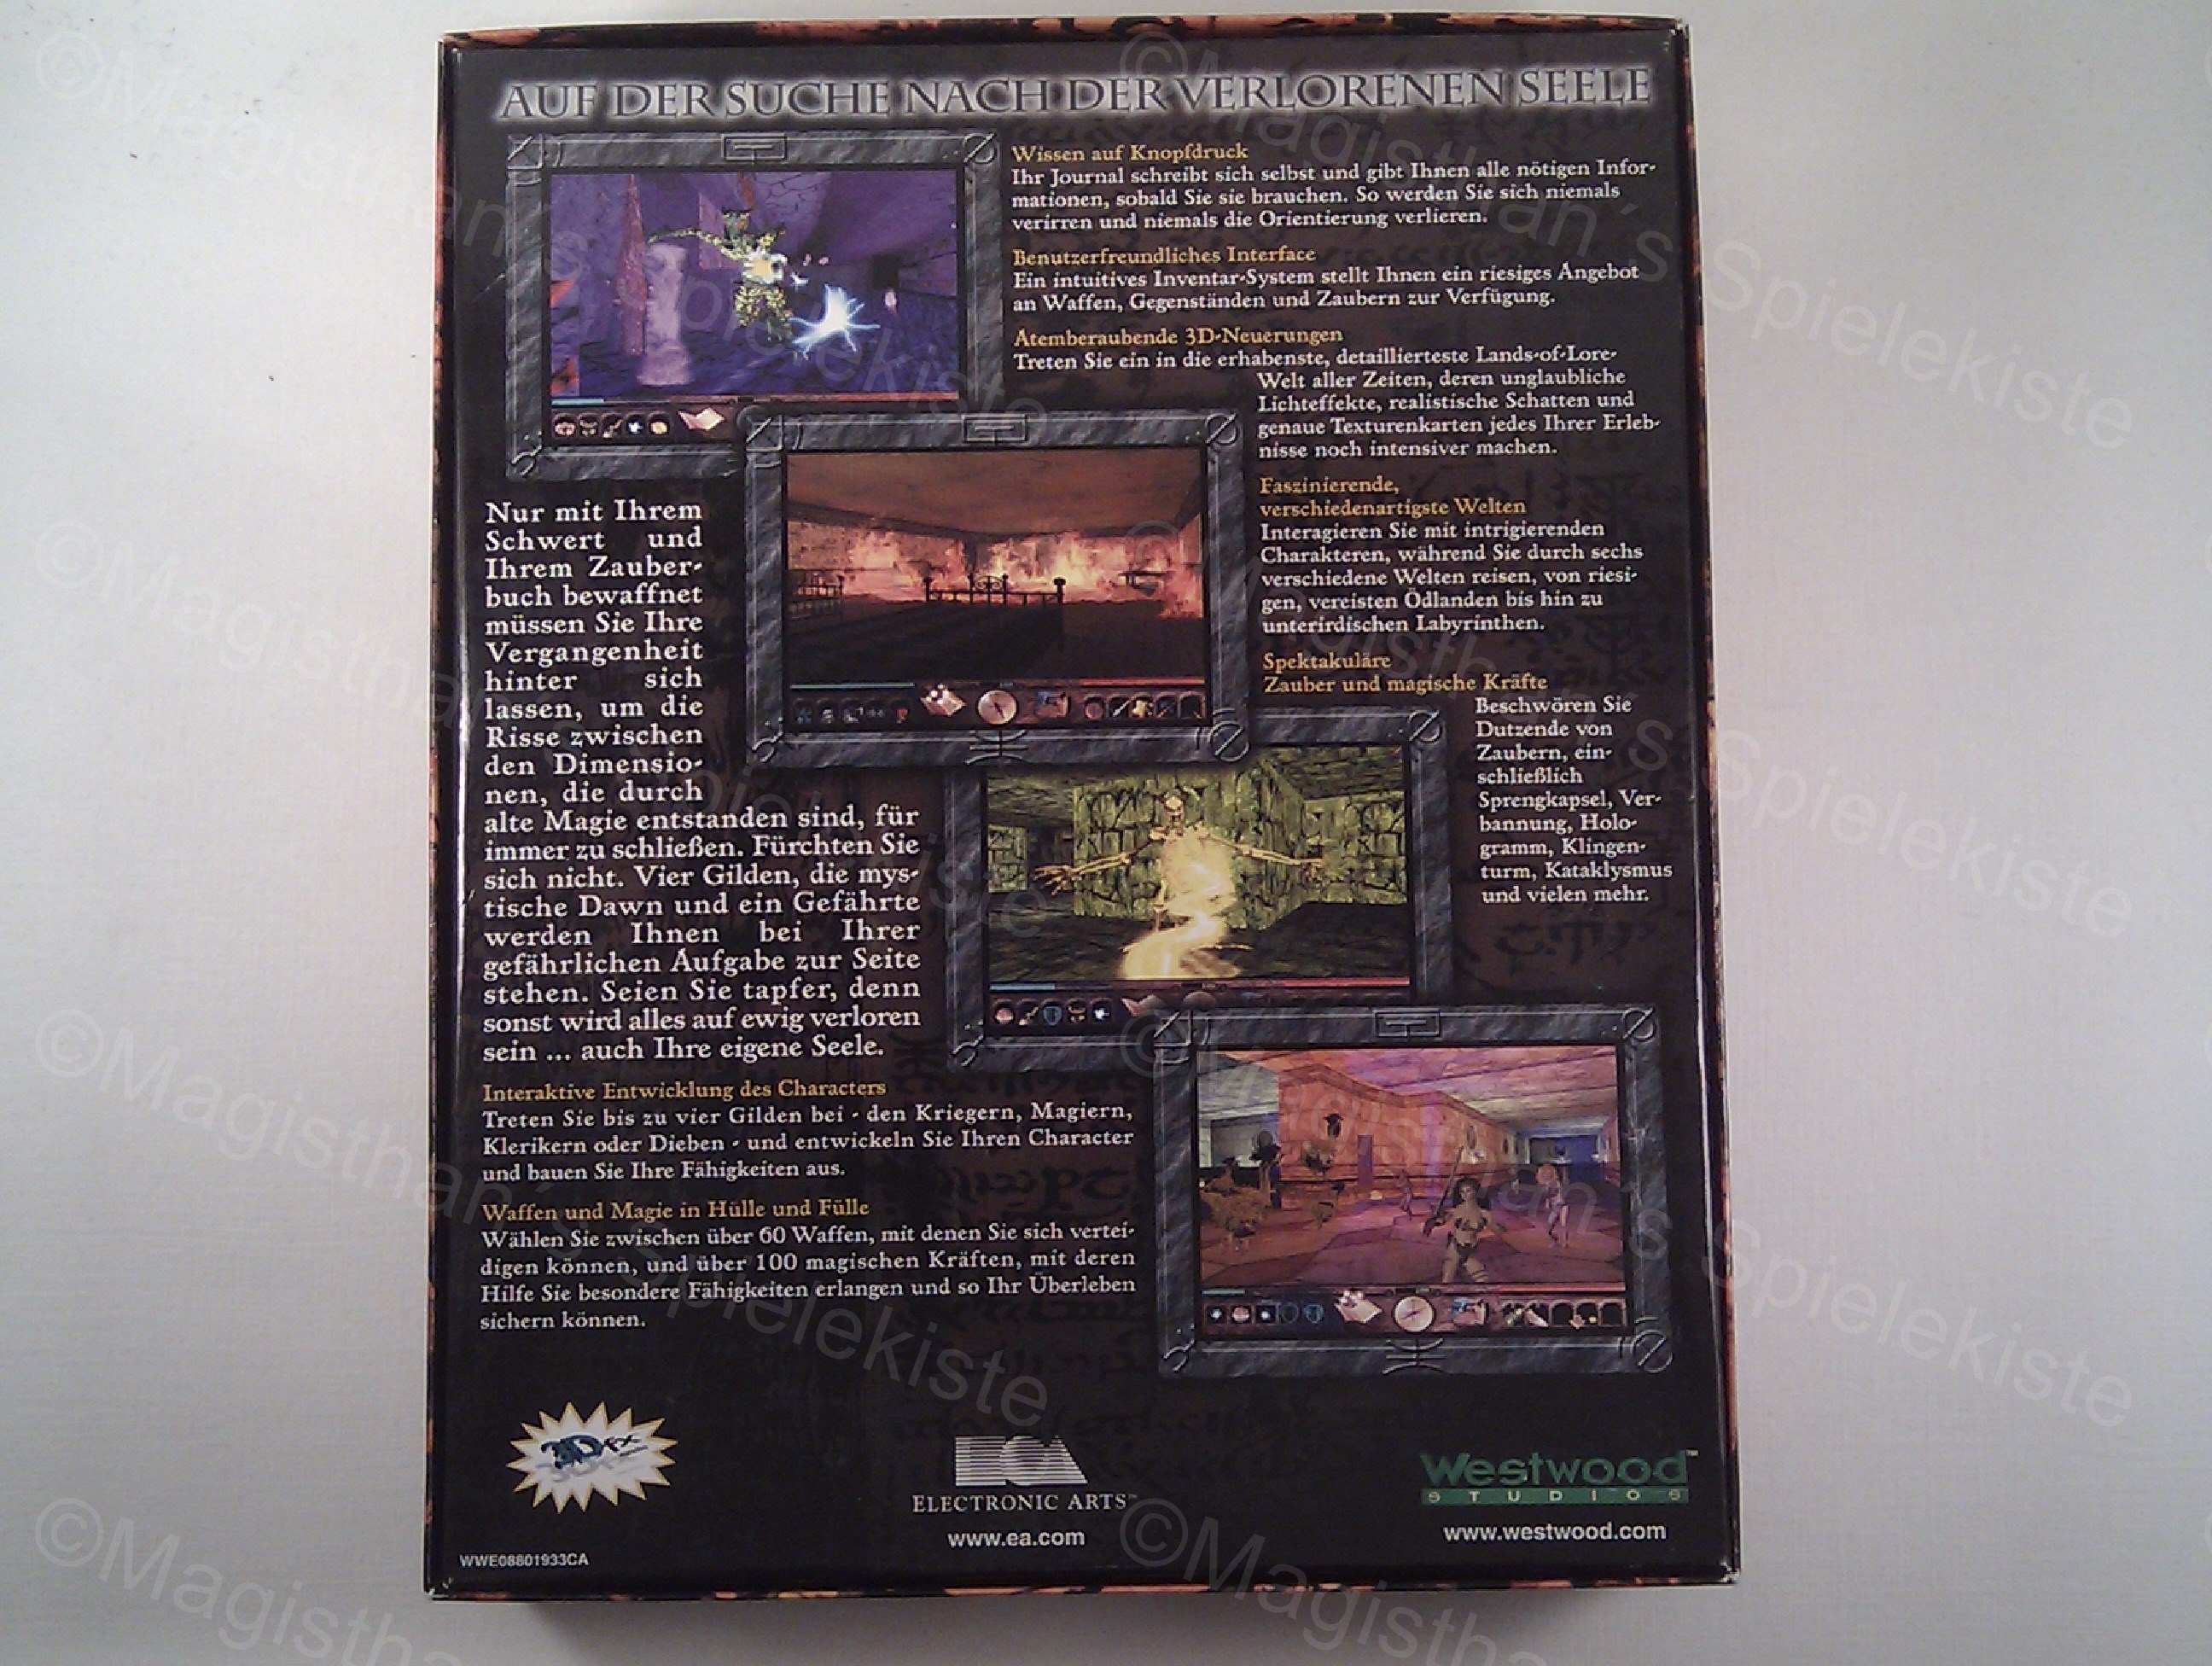 AUF DER SUCHE NACH DER VERLORENEN SEELE
Wissen auf Knopfdruck
Ihr Journal schreibt sich selbst und gibt Ihnen alle nötigen Infor-
mationen, sobald Sie sie brauchen. So werden Sie sich niemals
verirren und niemals die Orientierung verlieren.
Benutzerfreundliches Interface
Ein intuitives Inventar-System stellt Ihnen ein riesiges Angebot
an Waffen, Gegenständen und Zaubern zur Verfügung.
Atemberaubende 3D-Neuerungen
Treten Sie ein in die erhabenste, detaillierteste Lands-of-Lore-
Welt aller Zeiten, deren unglaubliche
Lichteffekte, realistische Schatten und
genaue Texturenkarten jedes Ihrer Erleb-
nisse noch intensiver machen.
Faszinierende,
verschiedenartigste Welten
Interagieren Sie mit intrigierenden
Charakteren, während Sie durch sechs
verschiedene Welten reisen, von riesi-
gen, vereisten Ödlanden bis hin zu
unterirdischen Labyrinthen.
Spektakuläre
Zauber und magische Kräfte
Beschwören Sie
Dutzende von
Zaubern, ein-
schließlich
Sprengkapsel, Ver-
bannung, Holo-
gramm, Klingen-
turm, Kataklysmus
und vielen mehr.
Nur mit Ihrem
Schwert und
Ihrem Zauber-
buch bewaffnet
müssen Sie Ihre
Vergangenheit
hinter sich
lassen, um die
Risse zwischen
den Dimensio-
nen, die durch
alte Magie entstanden sind, für
immer zu schließen. Fürchten Sie
sich nicht. Vier Gilden, die mys-
tische Dawn und ein Gefährte
werden Ihnen bei Ihrer
gefährlichen Aufgabe zur Seite
stehen. Seien Sie tapfer, denn
sonst wird alles auf ewig verloren
sein ... auch Ihre eigene Seele.
Interaktive Entwicklung des Characters
Treten Sie bis zu vier Gilden bei - den Kriegern, Magiern,
Klerikern oder Dieben - und entwickeln Sie Ihren Character
und bauen Sie Ihre Fähigkeiten aus.
Waffen und Magie in Hülle und Fülle
Wählen Sie zwischen über 60 Waffen, mit denen Sie sich vertei-
digen können, und über 100 magischen Kräften, mit deren
Hilfe Sie besondere Fähigkeiten erlangen und so Ihr Überleben
sichern können.
3Dfx
EA
ELECTRONIC ARTS™
www.ea.com
Westwood™
STUDIOS
www.westwood.com
WWE08801933CA
©Magisthan´s Spielekiste
©Magisthan´s Spielekiste
©Magisthan´s Spielekiste
©Magisthan´s Spielekiste
©Magisthan´s Spielekiste
©Magisthan´s Spielekiste